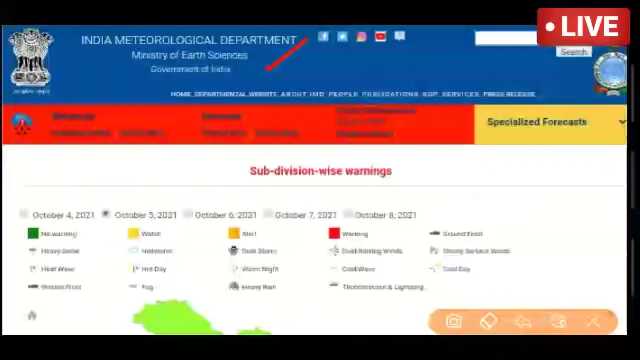 LIVE
INDIA METEOROLOGICAL DEPARTMENT
Ministry of Earth Sciences
Government of India
Search
HOME DEPARTMENTAL WEBSITE ABOUT IMD PEOPLE PUBLICATIONS SOP SERVICES PRESS RELEASE
Specialized Forecasts
Sub-division-wise warnings
October 4, 2021 October 5, 2021 October 6, 2021 October 7, 2021 October 8, 2021
No warning Watch Alert Warning Ground Frost
Heavy Snow Hailstorm Dust Storm Dust Raising Winds Strong Surface Winds
Heat Wave Hot Day Warm Night Cold Wave Cold Day
Ground Frost Fog Heavy Rain Thunderstorm & Lightning